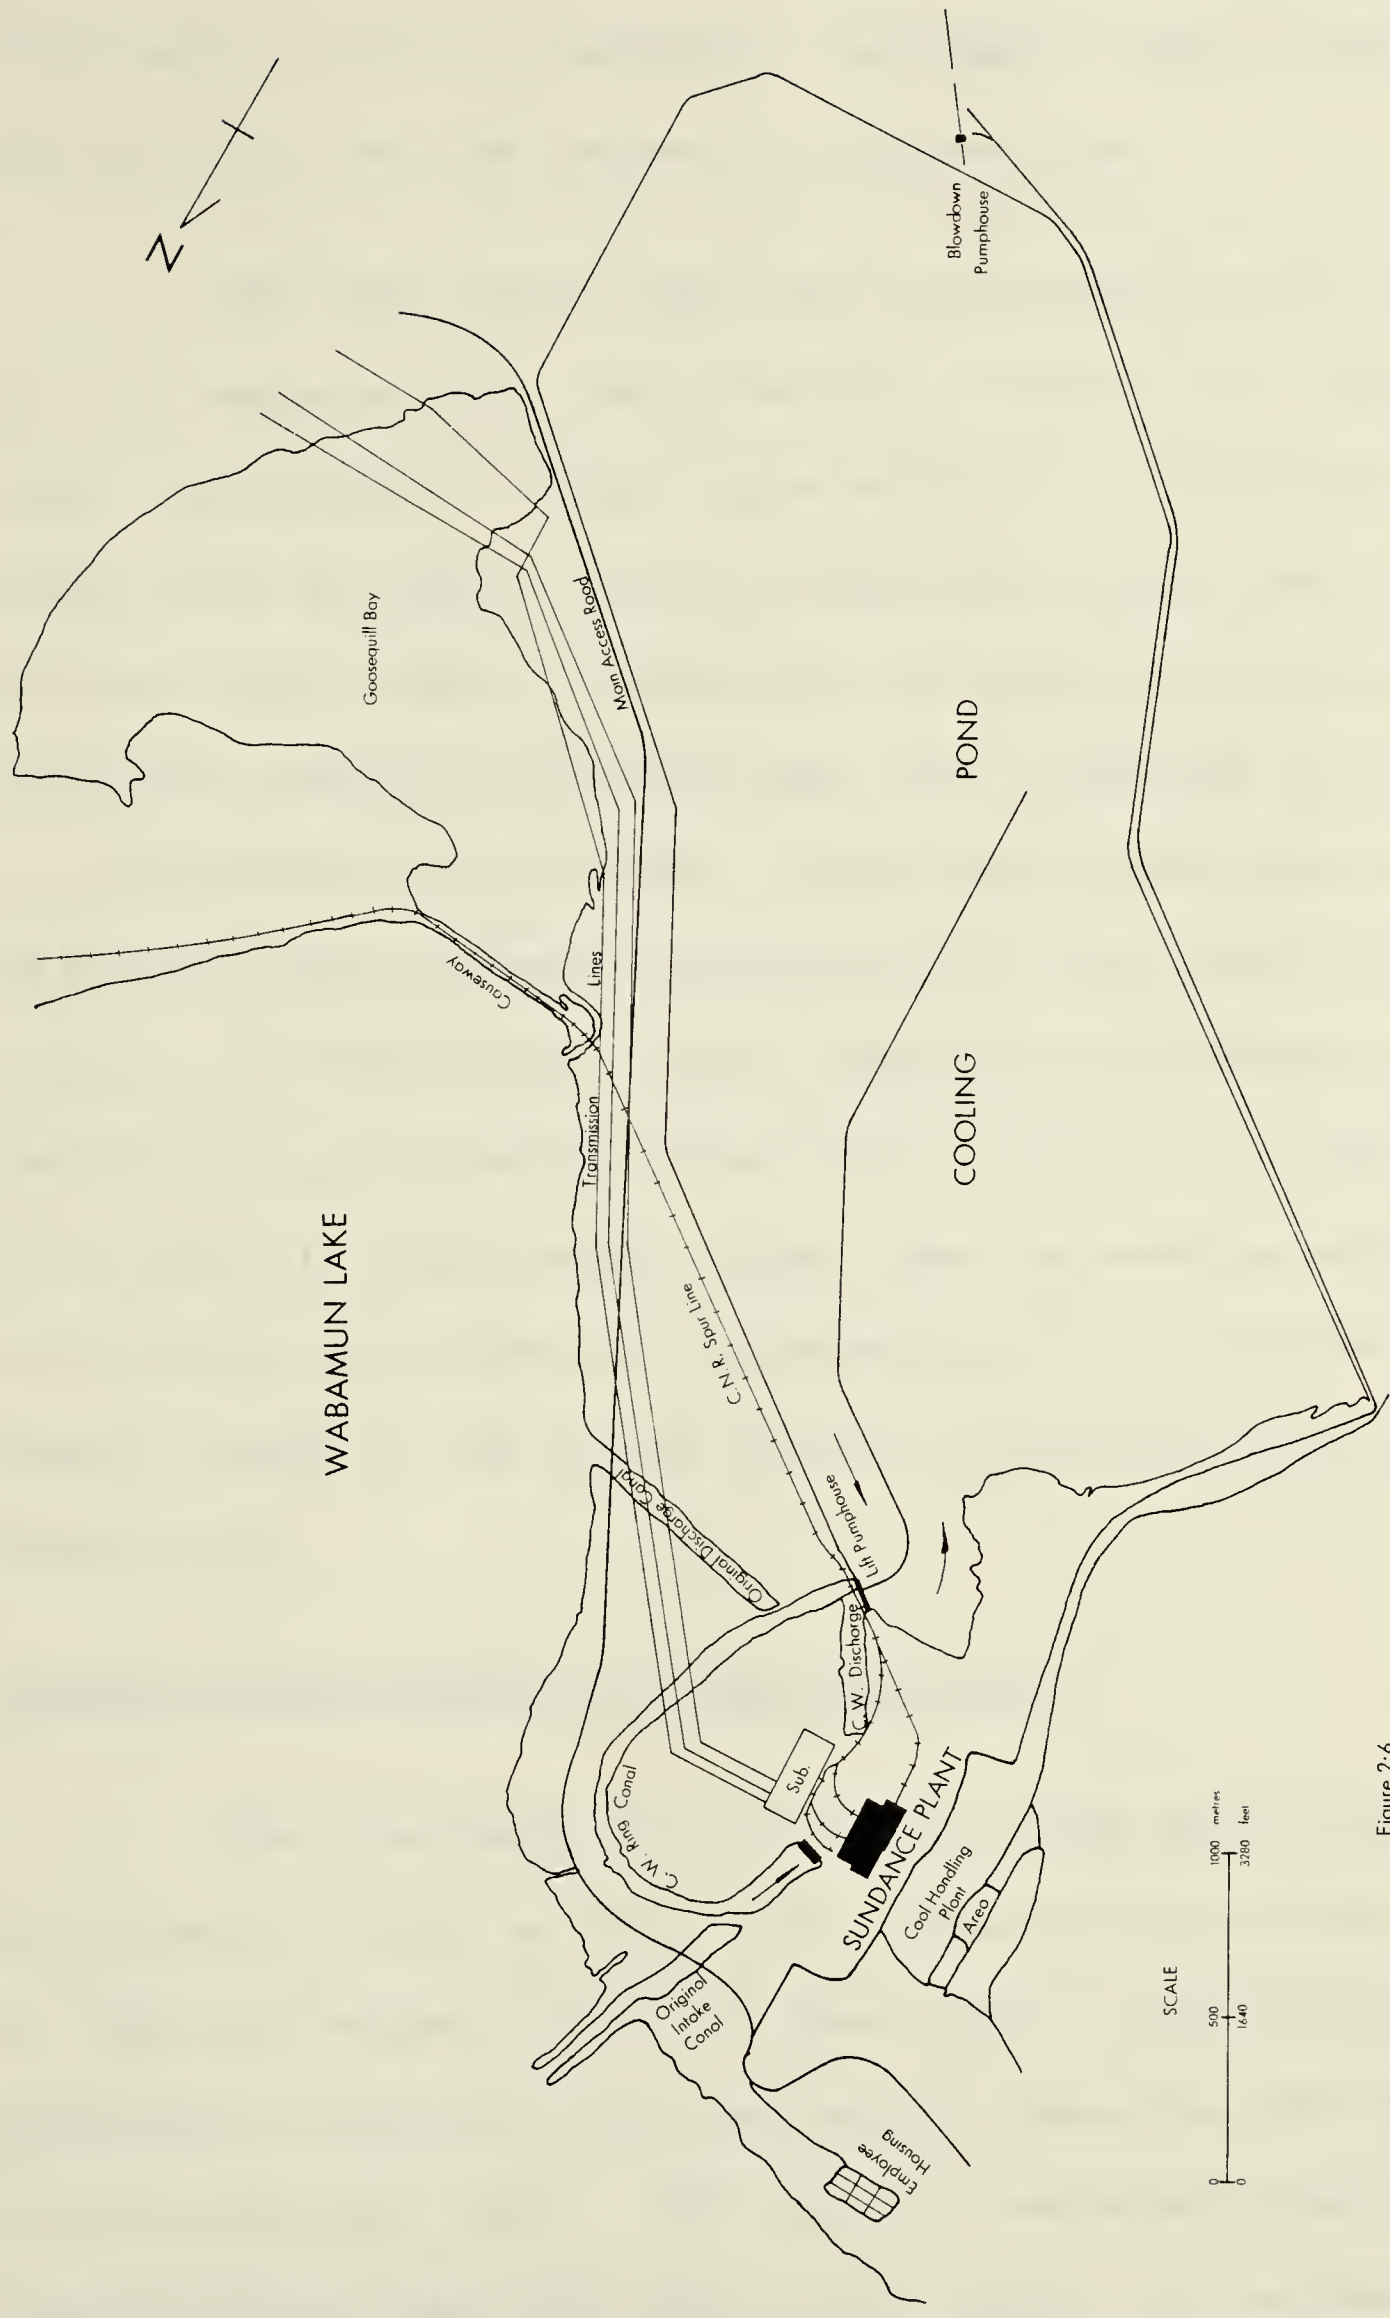 N
WABAMUN LAKE
Goosequill Bay
Causeway
Transmission Lines
Main Access Road
C.N.R. Spur Line
Original Discharge Canal
Lift Pumphouse
C. W. Discharge
C. W. Ring Canal
Sub.
SUNDANCE PLANT
Coal Handling
Plant
Area
Original
Intake
Canal
Employee
Housing
COOLING POND
Blowdown
Pumphouse
SCALE
0 500 1000 metres
0 1640 3280 feet
Figure 2.6